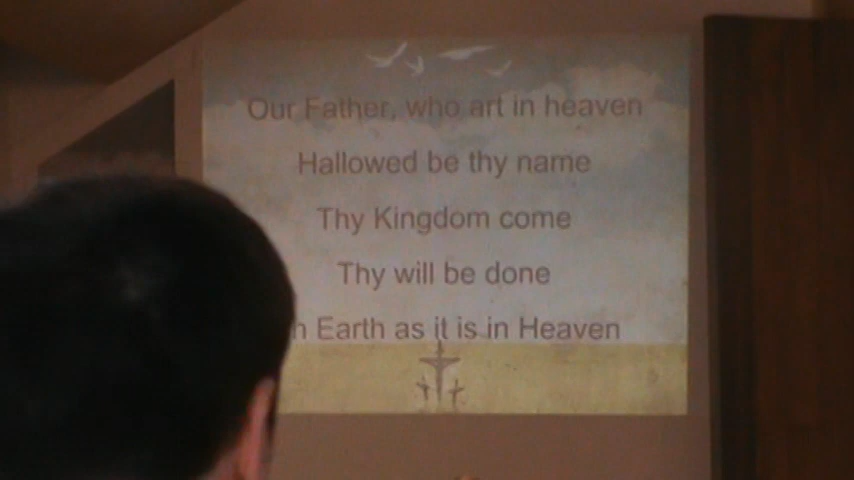 Our Father, who art in heaven
Hallowed be thy name
Thy Kingdom come
Thy will be done
Earth as it is in Heaven